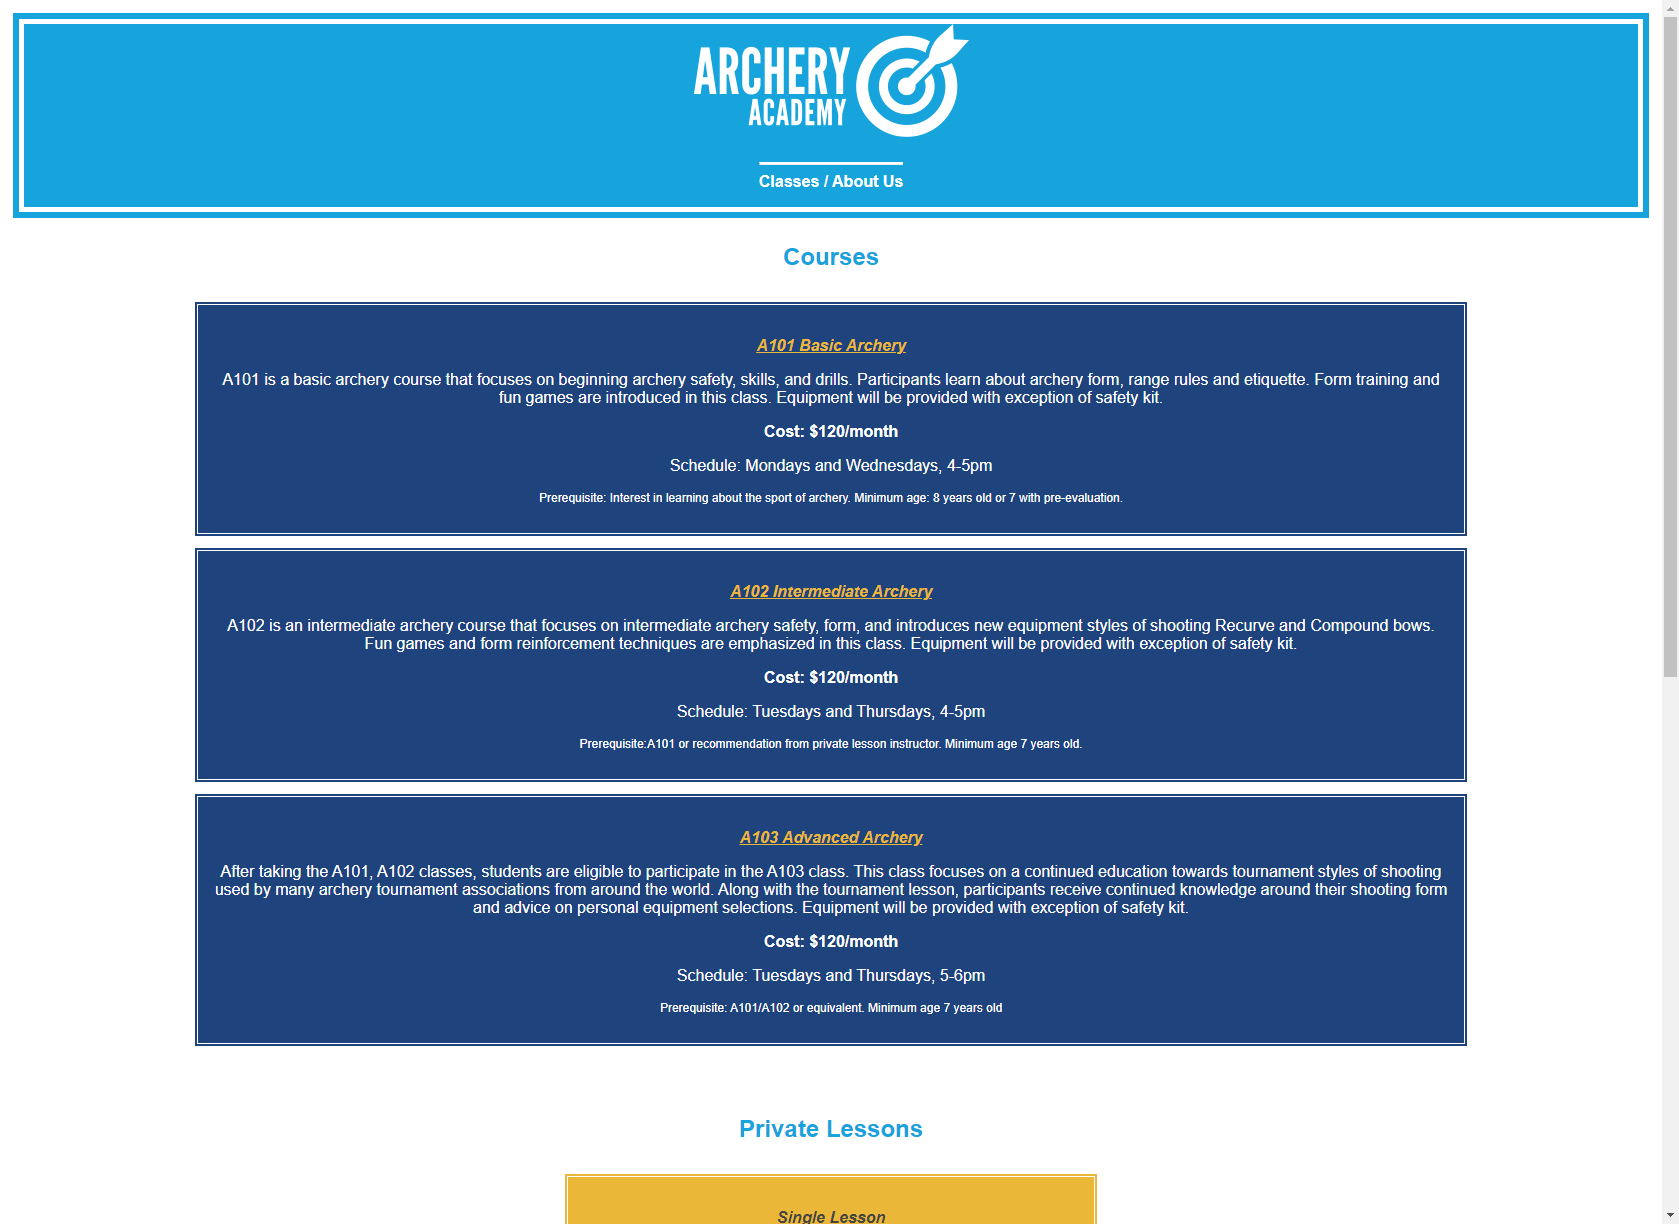 ARCHERY
ACADEMY
Classes / About Us
Courses
A101 Basic Archery
A101 is a basic archery course that focuses on beginning archery safety, skills, and drills. Participants learn about archery form, range rules and etiquette. Form training and
fun games are introduced in this class. Equipment will be provided with exception of safety kit.
Cost: $120/month
Schedule: Mondays and Wednesdays, 4-5pm
Prerequisite: Interest in learning about the sport of archery. Minimum age: 8 years old or 7 with pre-evaluation.
A102 Intermediate Archery
A102 is an intermediate archery course that focuses on intermediate archery safety, form, and introduces new equipment styles of shooting Recurve and Compound bows.
Fun games and form reinforcement techniques are emphasized in this class. Equipment will be provided with exception of safety kit.
Cost: $120/month
Schedule: Tuesdays and Thursdays, 4-5pm
Prerequisite:A101 or recommendation from private lesson instructor. Minimum age 7 years old.
A103 Advanced Archery
After taking the A101, A102 classes, students are eligible to participate in the A103 class. This class focuses on a continued education towards tournament styles of shooting
used by many archery tournament associations from around the world. Along with the tournament lesson, participants receive continued knowledge around their shooting form
and advice on personal equipment selections. Equipment will be provided with exception of safety kit.
Cost: $120/month
Schedule: Tuesdays and Thursdays, 5-6pm
Prerequisite: A101/A102 or equivalent. Minimum age 7 years old
Private Lessons
Single Lesson